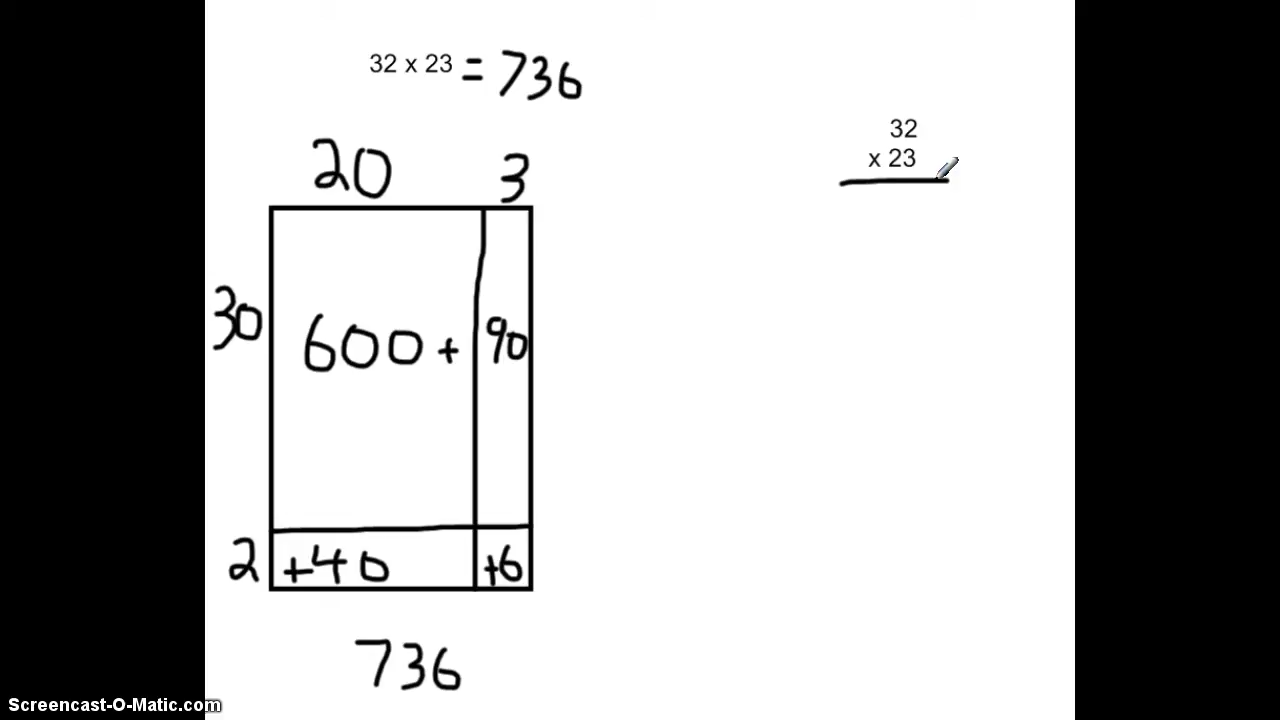 32 x 23 = 736
20 3
30 600 + 90
2 +40 +6
736
32
x 23
Screencast-O-Matic.com